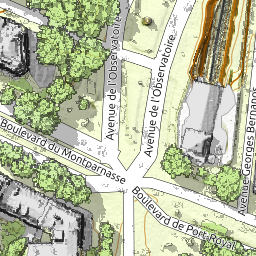 Avenue de l'Observatoire
Avenue de l'Observatoire
Boulevard du Montparnasse
Boulevard de Port-Royal
Avenue Georges Bernanos